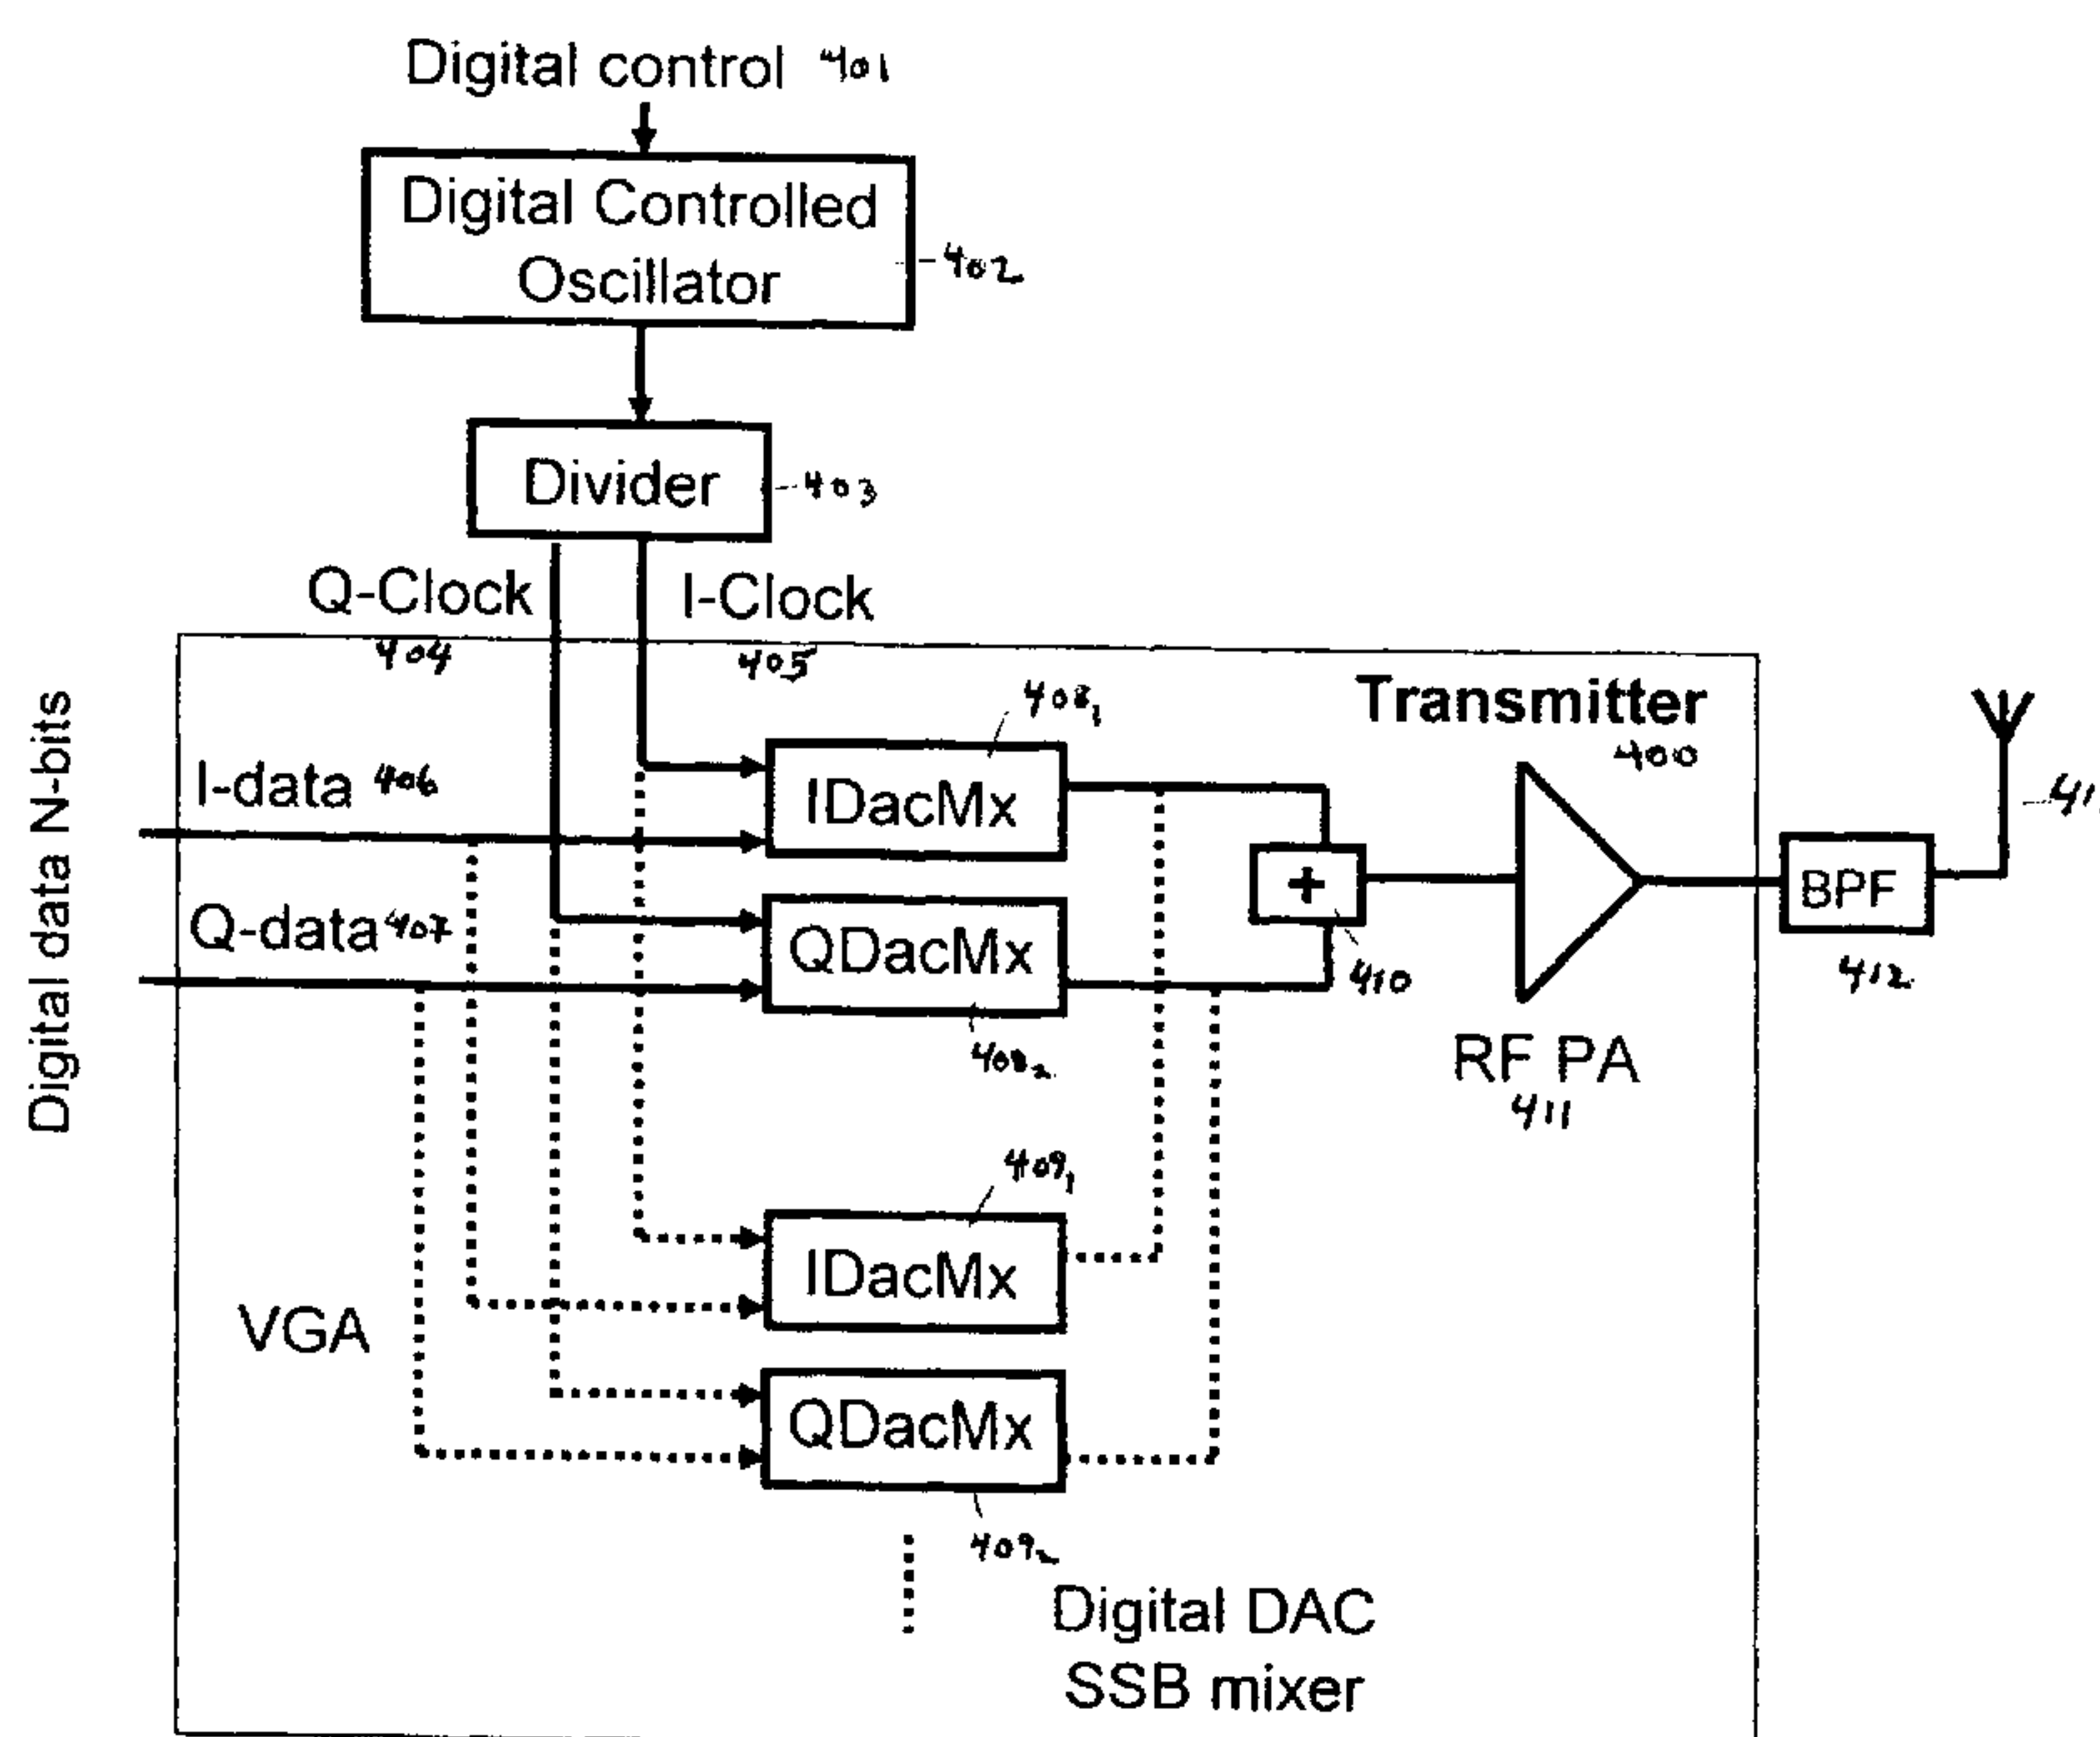 Digital control 401
Digital Controlled
Oscillator
402
Divider
403
Q-Clock
I-Clock
404
405
Transmitter
400
408₁
Digital data N-bits
I-data 406
IDacMx
Q-data 407
QDacMx
+
410
BPF
412
408₂
RF PA
411
409₁
IDacMx
VGA
QDacMx
409₂
Digital DAC
SSB mixer